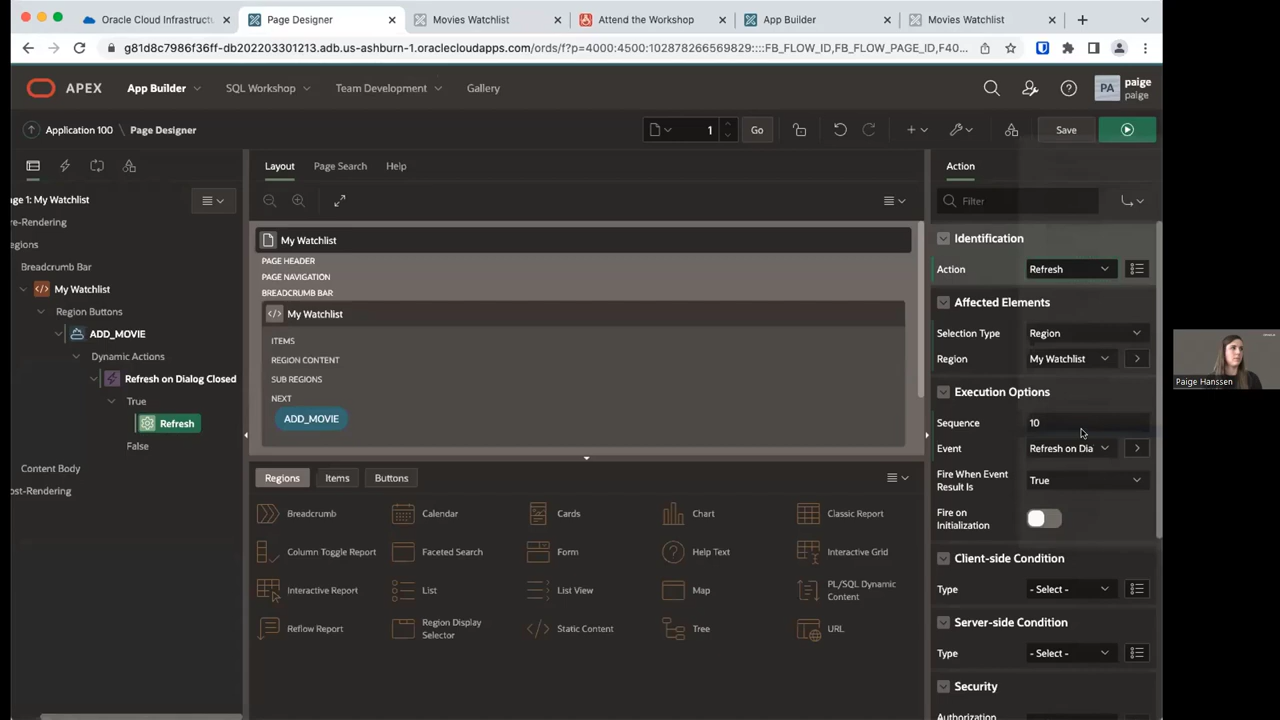 Oracle Cloud Infrastruct
Page Designer
Movies Watchlist
Attend the Workshop
App Builder
Movies Watchlist
g81d8c7986f36ff-db202203301213.adb.us-ashburn-1.oraclecloudapps.com/ords/f?p=4000:4500:10287826656929::::FB_FLOW_ID,FB_FLOW_PAGE_ID,F40...
APEX
App Builder
SQL Workshop
Team Development
Gallery
PA
paige
paige
Application 100 \ Page Designer
1
Go
Save
age 1: My Watchlist
re-Rendering
egions
Breadcrumb Bar
My Watchlist
Region Buttons
ADD_MOVIE
Dynamic Actions
Refresh on Dialog Closed
True
Refresh
False
Content Body
ost-Rendering
Layout
Page Search
Help
My Watchlist
PAGE HEADER
PAGE NAVIGATION
BREADCRUMB BAR
My Watchlist
ITEMS
REGION CONTENT
SUB REGIONS
NEXT
ADD_MOVIE
Regions
Items
Buttons
Breadcrumb
Calendar
Cards
Chart
Classic Report
Column Toggle Report
Faceted Search
Form
Help Text
Interactive Grid
Interactive Report
List
List View
Map
PL/SQL Dynamic
Content
Reflow Report
Region Display
Selector
Static Content
Tree
URL
Action
Filter
Identification
Action
Refresh
Affected Elements
Selection Type
Region
Region
My Watchlist
Execution Options
Sequence
10
Event
Refresh on Dia
Fire When Event
Result Is
True
Fire on
Initialization
Client-side Condition
Type
- Select -
Server-side Condition
Type
- Select -
Security
Authorization
Paige Hanssen